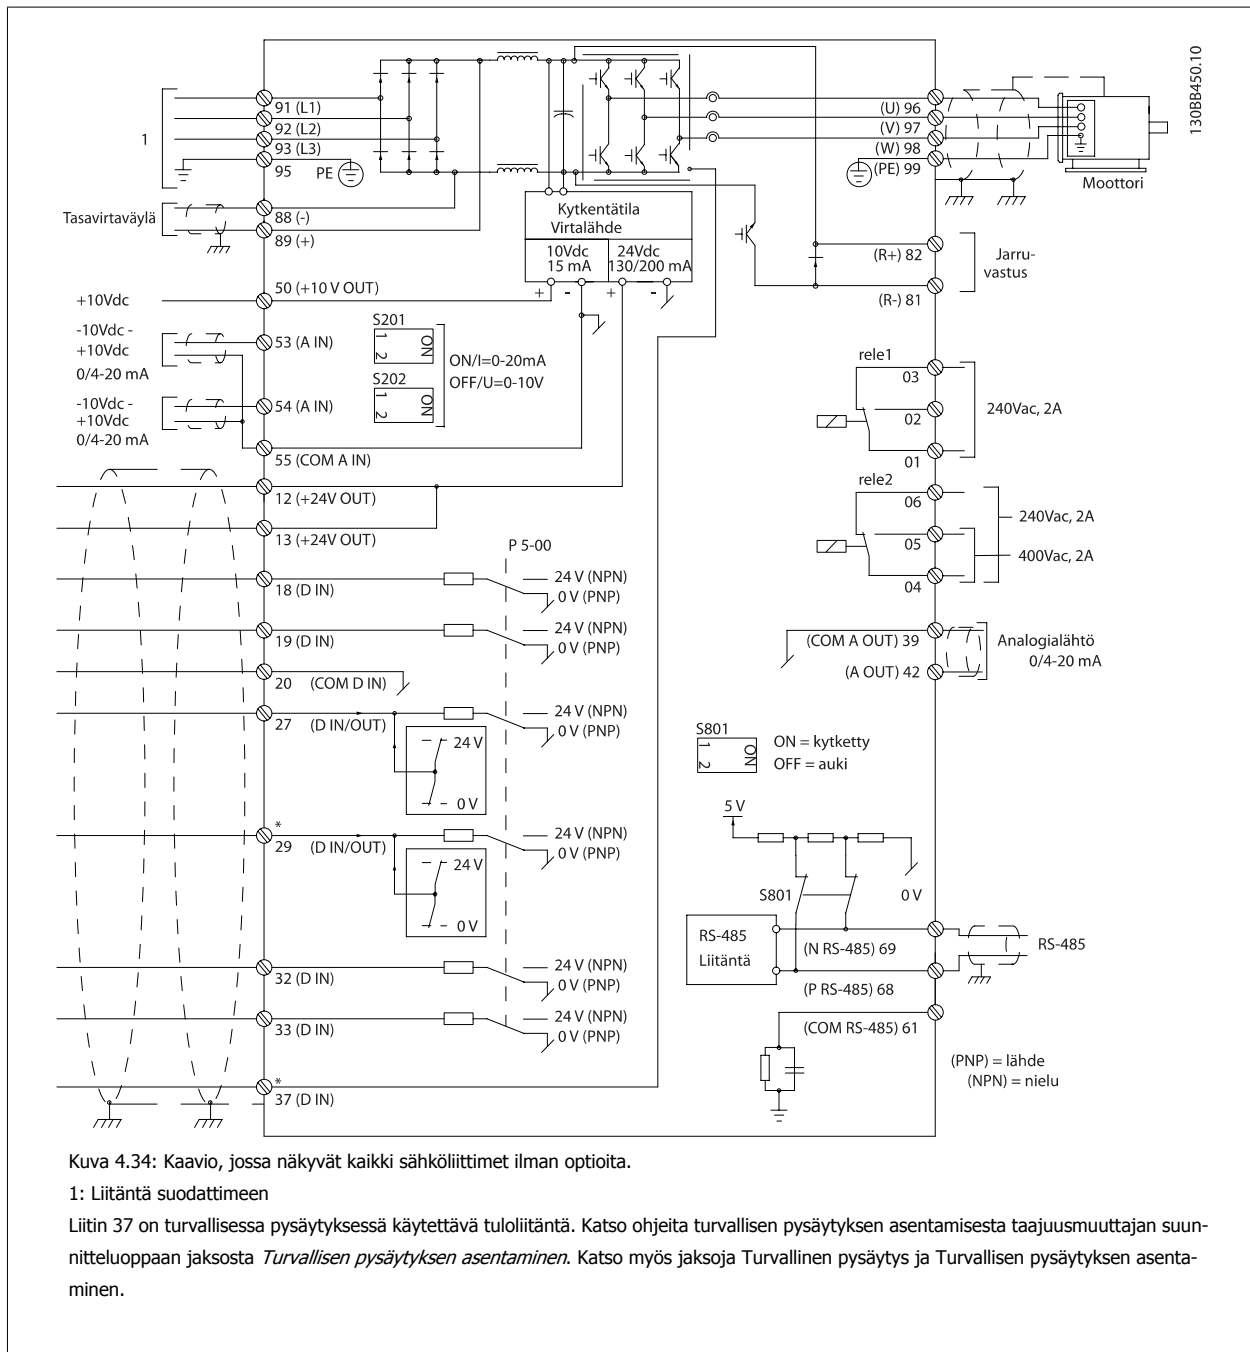 130BB450.10
1
91 (L1)
92 (L2)
93 (L3)
95
PE
Tasavirtaväylä
88 (-)
89 (+)
Kytkentätila
Virtalähde
10Vdc
15 mA
24Vdc
130/200 mA
+
-
+
-
(U) 96
(V) 97
(W) 98
(PE) 99
Moottori
(R+) 82
Jarru-
vastus
(R-) 81
+10Vdc
50 (+10 V OUT)
-10Vdc -
+10Vdc
0/4-20 mA
53 (A IN)
S201
1
2
ON
ON/I=0-20mA
OFF/U=0-10V
S202
1
2
ON
-10Vdc -
+10Vdc
0/4-20 mA
54 (A IN)
55 (COM A IN)
12 (+24V OUT)
13 (+24V OUT)
rele1
03
02
01
240Vac, 2A
rele2
06
05
04
240Vac, 2A
400Vac, 2A
P 5-00
18 (D IN)
24 V (NPN)
0 V (PNP)
19 (D IN)
24 V (NPN)
0 V (PNP)
20 (COM D IN)
27 (D IN/OUT)
24 V (NPN)
0 V (PNP)
24 V
0 V
*
29 (D IN/OUT)
24 V (NPN)
0 V (PNP)
24 V
0 V
32 (D IN)
24 V (NPN)
0 V (PNP)
33 (D IN)
24 V (NPN)
0 V (PNP)
*
37 (D IN)
(COM A OUT) 39
(A OUT) 42
Analogialähtö
0/4-20 mA
S801
1
2
ON
ON = kytketty
OFF = auki
5 V
S801
0 V
RS-485
Liitäntä
(N RS-485) 69
(P RS-485) 68
RS-485
(COM RS-485) 61
(PNP) = lähde
(NPN) = nielu
Kuva 4.34: Kaavio, jossa näkyvät kaikki sähköliittimet ilman optioita.
1: Liitäntä suodattimeen
Liitin 37 on turvallisessa pysäytyksessä käytettävä tuloliitäntä. Katso ohjeita turvallisen pysäytyksen asentamisesta taajuusmuuttajan suun-
nitteluoppaan jaksosta Turvallisen pysäytyksen asentaminen. Katso myös jaksoja Turvallinen pysäytys ja Turvallisen pysäytyksen asenta-
minen.